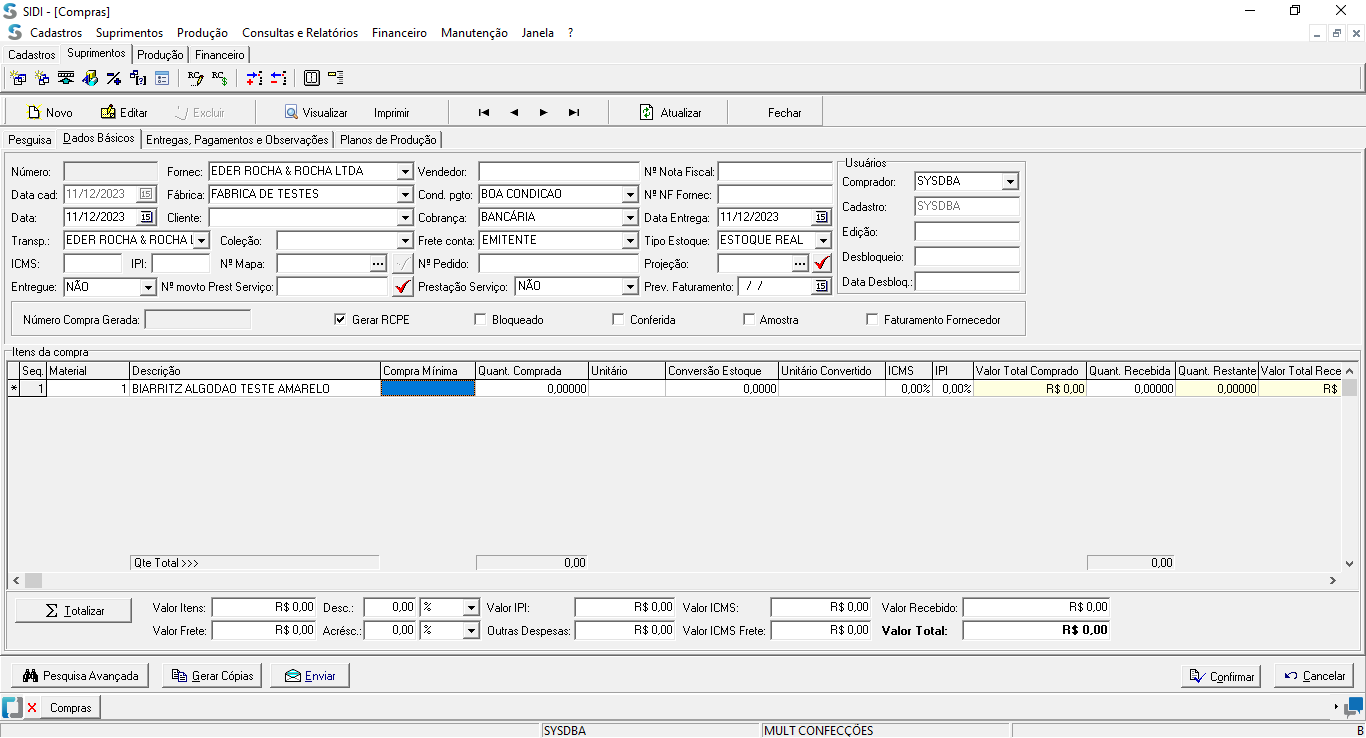 SIDI - [Compras]
Cadastros Suprimentos Produção Consultas e Relatórios Financeiro Manutenção Janela ?
Cadastros Suprimentos Produção Financeiro
Novo Editar Excluir Visualizar Imprimir Atualizar Fechar
Pesquisa Dados Básicos Entregas, Pagamentos e Observações Planos de Produção
Número: Fornec: EDER ROCHA & ROCHA LTDA Vendedor: Nº Nota Fiscal: Usuários
Comprador: SYSDBA
Data cad: 11/12/2023 15 Fábrica: FABRICA DE TESTES Cond. pgto: BOA CONDICAO Nº NF Fornec:
Cadastro: SYSDBA
Data: 11/12/2023 15 Cliente: Cobrança: BANCÁRIA Data Entrega: 11/12/2023 15
Edição:
Transp.: EDER ROCHA & ROCHA L Coleção: Frete conta: EMITENTE Tipo Estoque: ESTOQUE REAL
Desbloqueio:
ICMS: IPI: Nº Mapa: ... Nº Pedido: Projeção: ...
Data Desbloq.:
Entregue: NÃO Nº movto Prest Serviço: Prestação Serviço: NÃO Prev. Faturamento: / / 15
Número Compra Gerada: Gerar RCPE Bloqueado Conferida Amostra Faturamento Fornecedor
Itens da compra
Seq. Material Descrição Compra Mínima Quant. Comprada Unitário Conversão Estoque Unitário Convertido ICMS IPI Valor Total Comprado Quant. Recebida Quant. Restante Valor Total Rece
* 1 1 BIARRITZ ALGODAO TESTE AMARELO 0,00000 0,0000 0,00% 0,00% R$ 0,00 0,00000 0,00000 R$
Qte Total >>> 0,00 0,00
Σ Totalizar Valor Itens: R$ 0,00 Desc.: 0,00 % Valor IPI: R$ 0,00 Valor ICMS: R$ 0,00 Valor Recebido: R$ 0,00
Valor Frete: R$ 0,00 Acrésc.: 0,00 % Outras Despesas: R$ 0,00 Valor ICMS Frete: R$ 0,00 Valor Total: R$ 0,00
Pesquisa Avançada Gerar Cópias Enviar Confirmar Cancelar
Compras
SYSDBA MULT CONFECÇÕES B